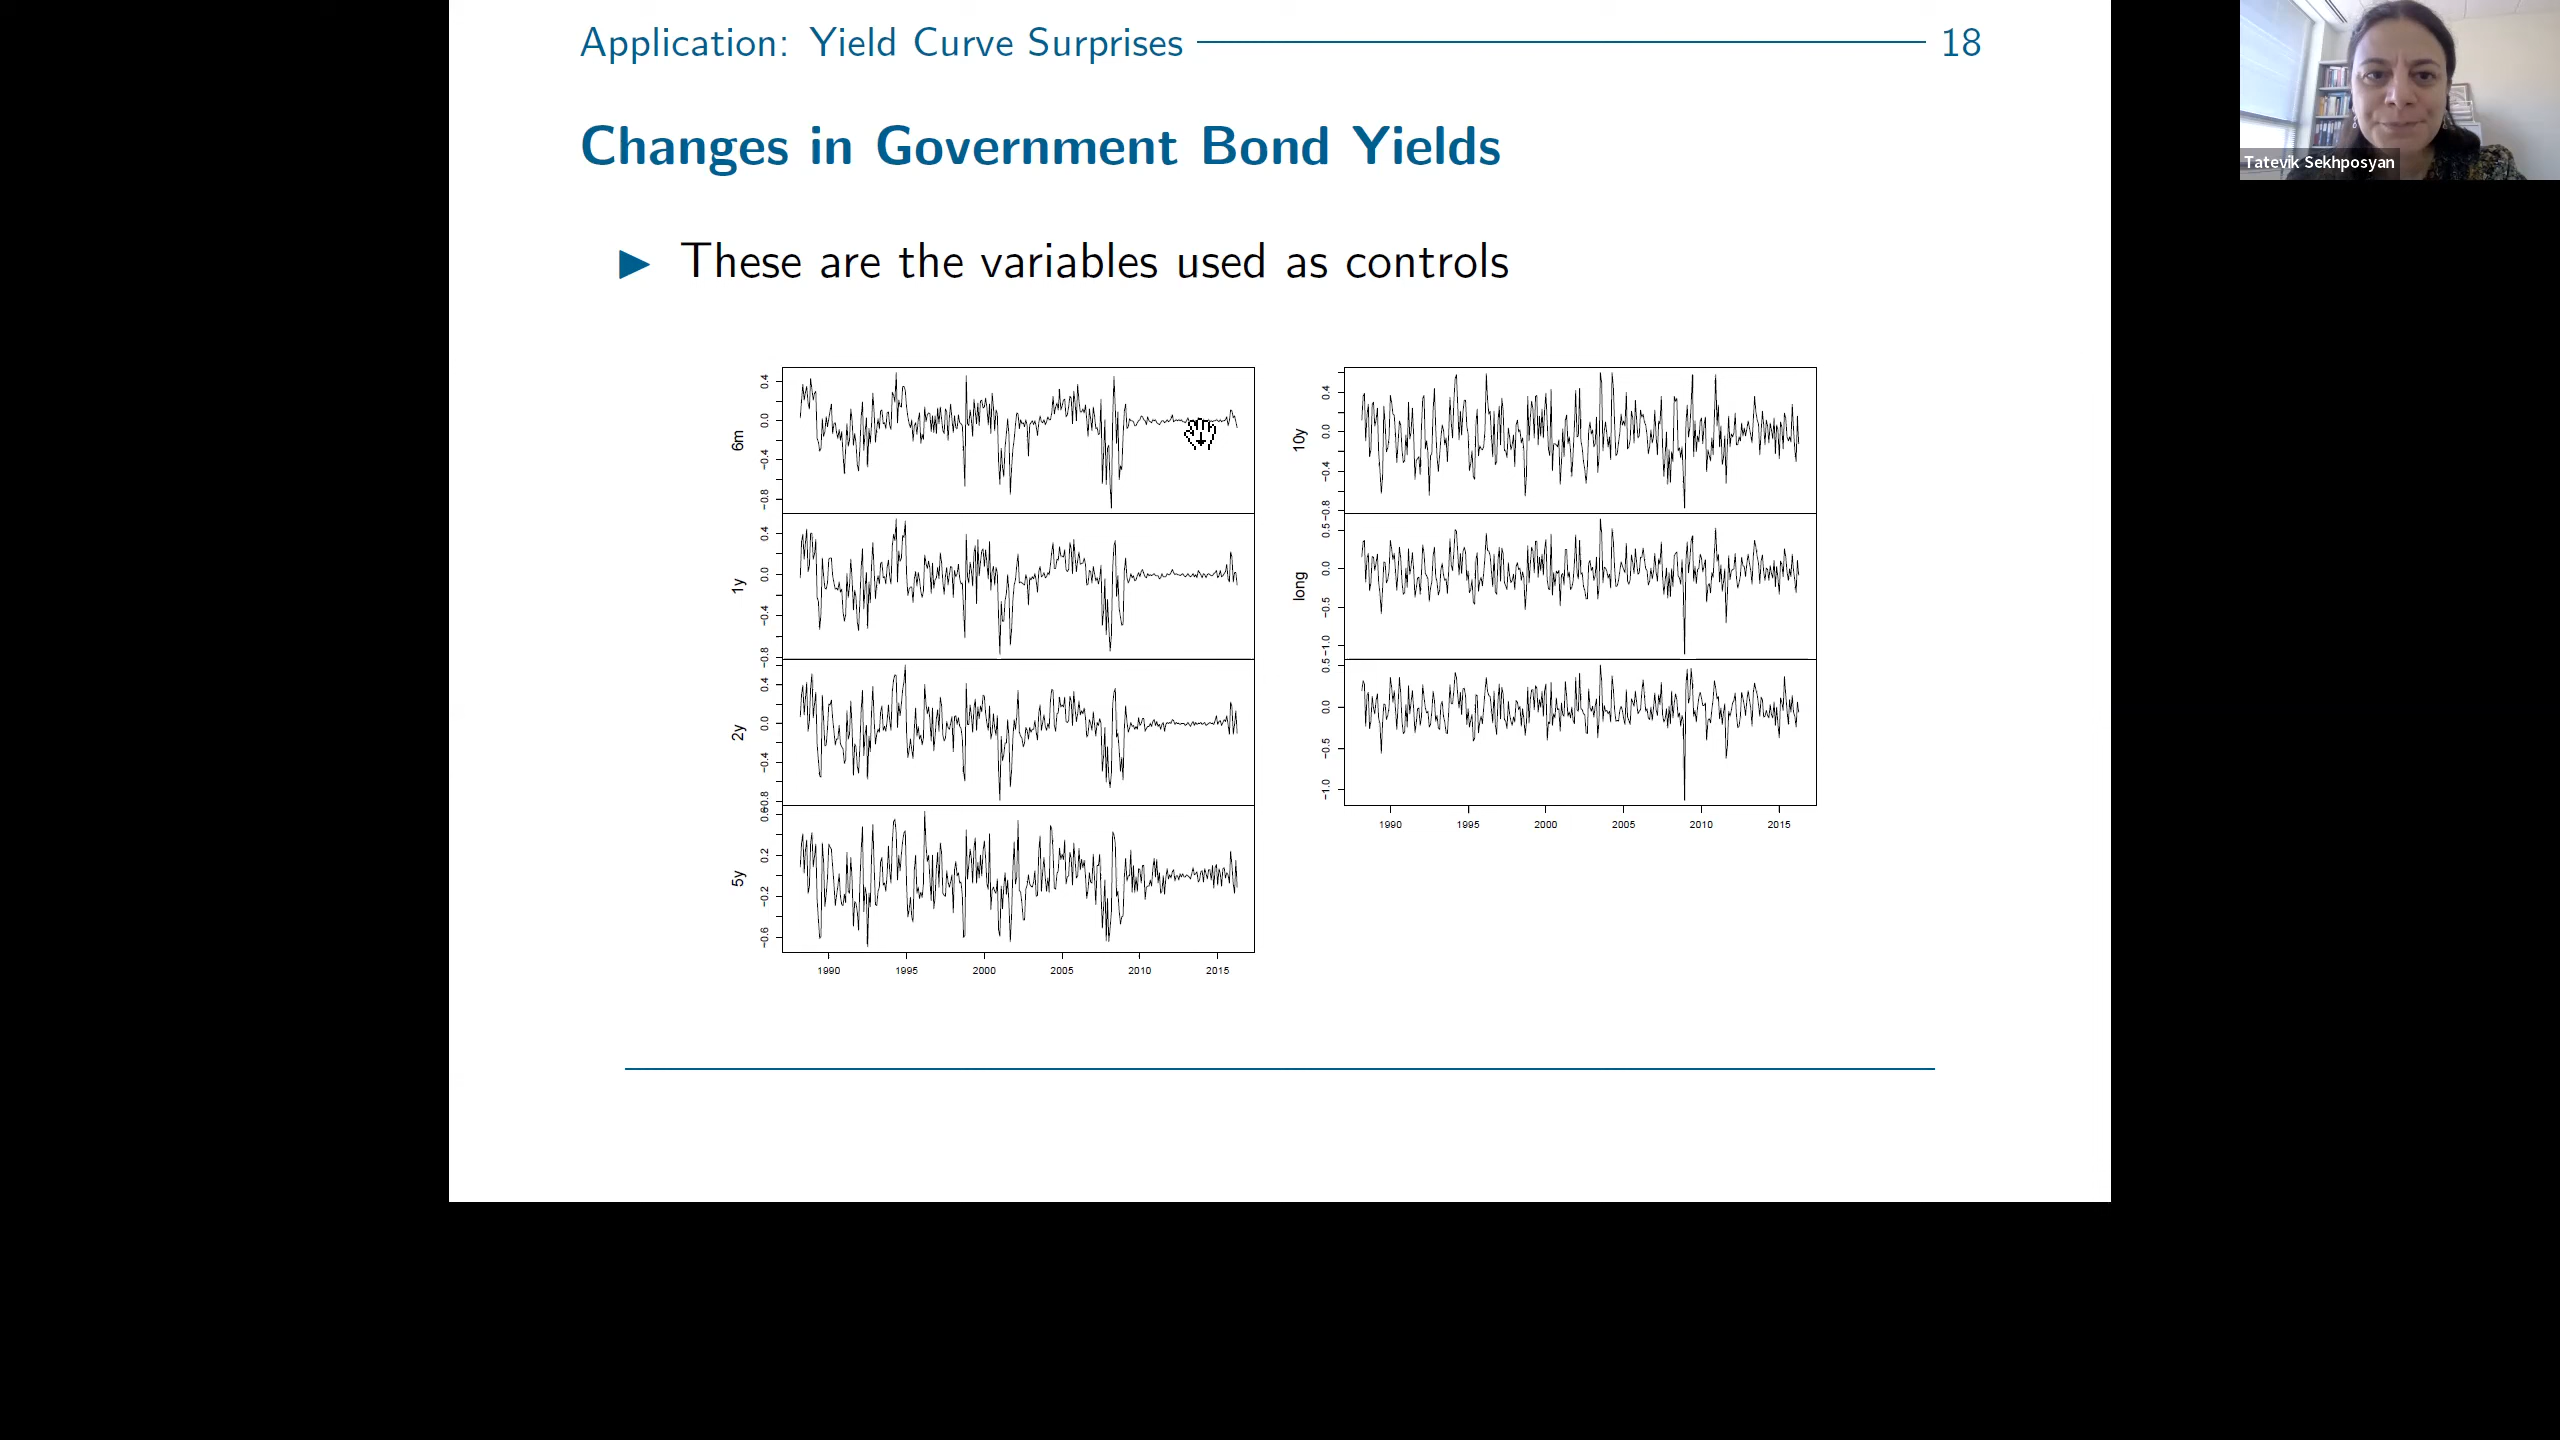 Application: Yield Curve Surprises 18
Tatevik Sekhposyan
Changes in Government Bond Yields
These are the variables used as controls
6m
0.4
0.0
−0.4
−0.8
1y
0.4
0.0
−0.4
−0.8
2y
0.4
0.0
−0.4
−0.8
5y
0.6
0.2
−0.2
−0.6
1990 1995 2000 2005 2010 2015
10y
0.4
0.0
−0.4
−0.8
long
0.5
0.0
−0.5
−1.0
0.5
0.0
−0.5
−1.0
1990 1995 2000 2005 2010 2015